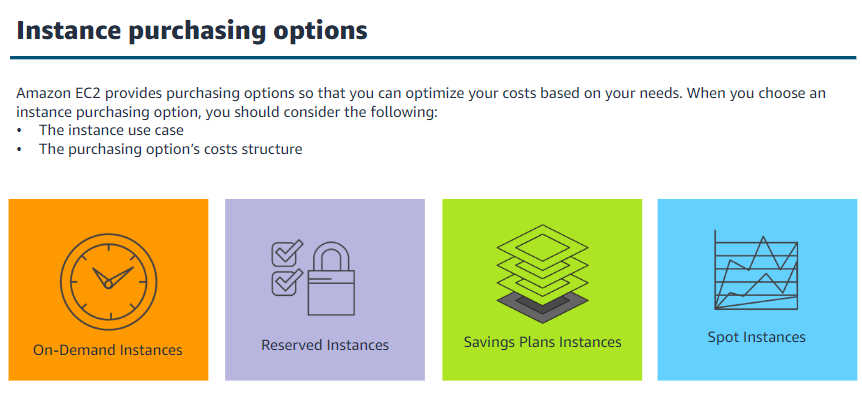 Instance purchasing options
Amazon EC2 provides purchasing options so that you can optimize your costs based on your needs. When you choose an
instance purchasing option, you should consider the following:
• The instance use case
• The purchasing option's costs structure
On-Demand Instances
Reserved Instances
Savings Plans Instances
Spot Instances